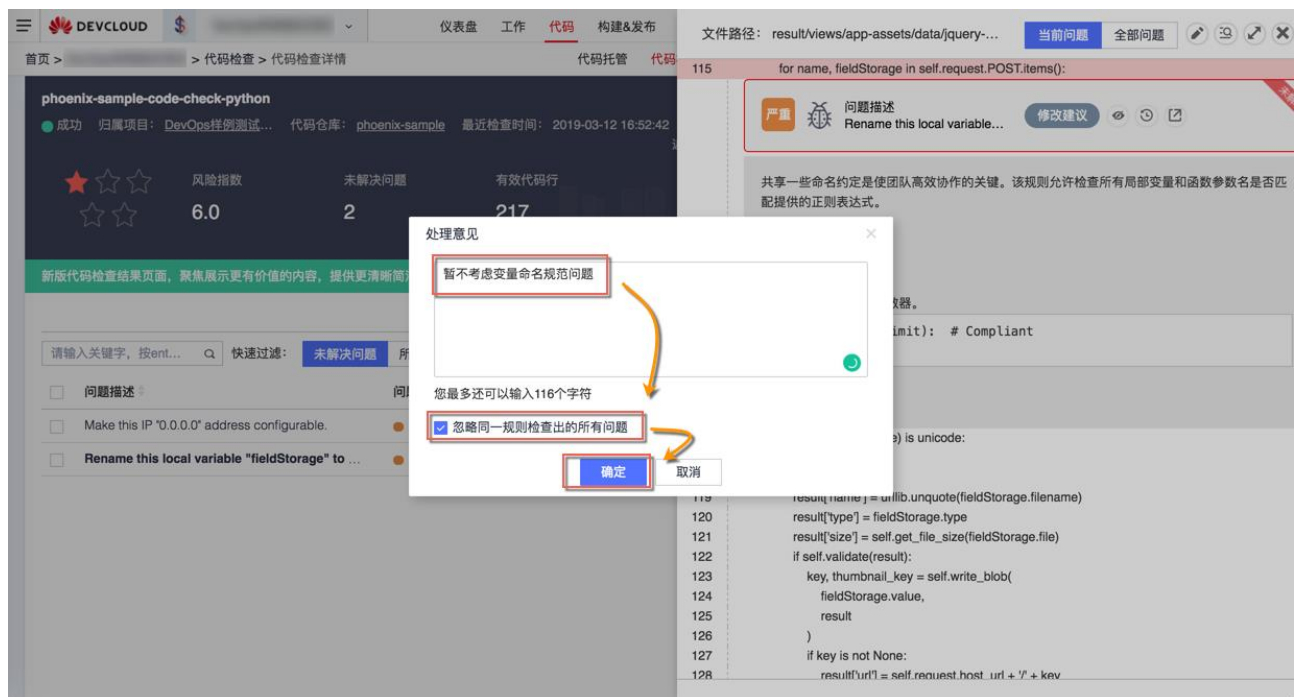 DEVCLOUD
$
仪表盘 工作 代码 构建&发布
首页 > > 代码检查 > 代码检查详情
代码托管 代码
phoenix-sample-code-check-python
成功 归属项目: DevOps样例测试... 代码仓库: phoenix-sample 最近检查时间: 2019-03-12 16:52:42
风险指数 未解决问题 有效代码行
6.0 2 217
新版代码检查结果页面,聚焦展示更有价值的内容,提供更清晰
请输入关键字,按ent... 快速过滤: 未解决问题 所
问题描述
Make this IP "0.0.0.0" address configurable.
Rename this local variable "fieldStorage" to ...
处理意见
暂不考虑变量命名规范问题
您最多还可以输入116个字符
忽略同一规则检查出的所有问题
确定 取消
文件路径: result/views/app-assets/data/jquery-... 当前问题 全部问题
115 for name, fieldStorage in self.request.POST.items():
严重
问题描述
Rename this local variable...
修改建议
共享一些命名约定是使团队高效协作的关键。该规则允许检查所有局部变量和函数参数名是否匹
配提供的正则表达式。
数器。
imit): # Compliant
e) is unicode:
119 result['name'] = urllib.unquote(fieldStorage.filename)
120 result['type'] = fieldStorage.type
121 result['size'] = self.get_file_size(fieldStorage.file)
122 if self.validate(result):
123 key, thumbnail_key = self.write_blob(
124 fieldStorage.value,
125 result
126 )
127 if key is not None:
128 result['url'] = self.request.host_url + '/' + key